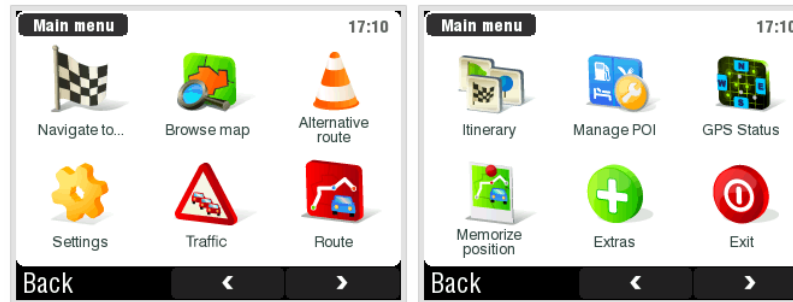 Main menu 17:10
Navigate to... Browse map Alternative
route
Settings Traffic Route
Back
Main menu 17:10
Itinerary Manage POI GPS Status
Memorize
position Extras Exit
Back